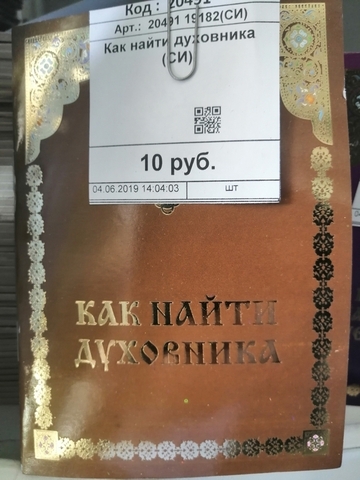 Код : 20491
Арт.: 20491 19182(СИ)
Как найти духовника
(СИ)
10 руб.
04.06.2019 14:04:03 шт
КАК НАЙТИ
ДУХОВНИКА